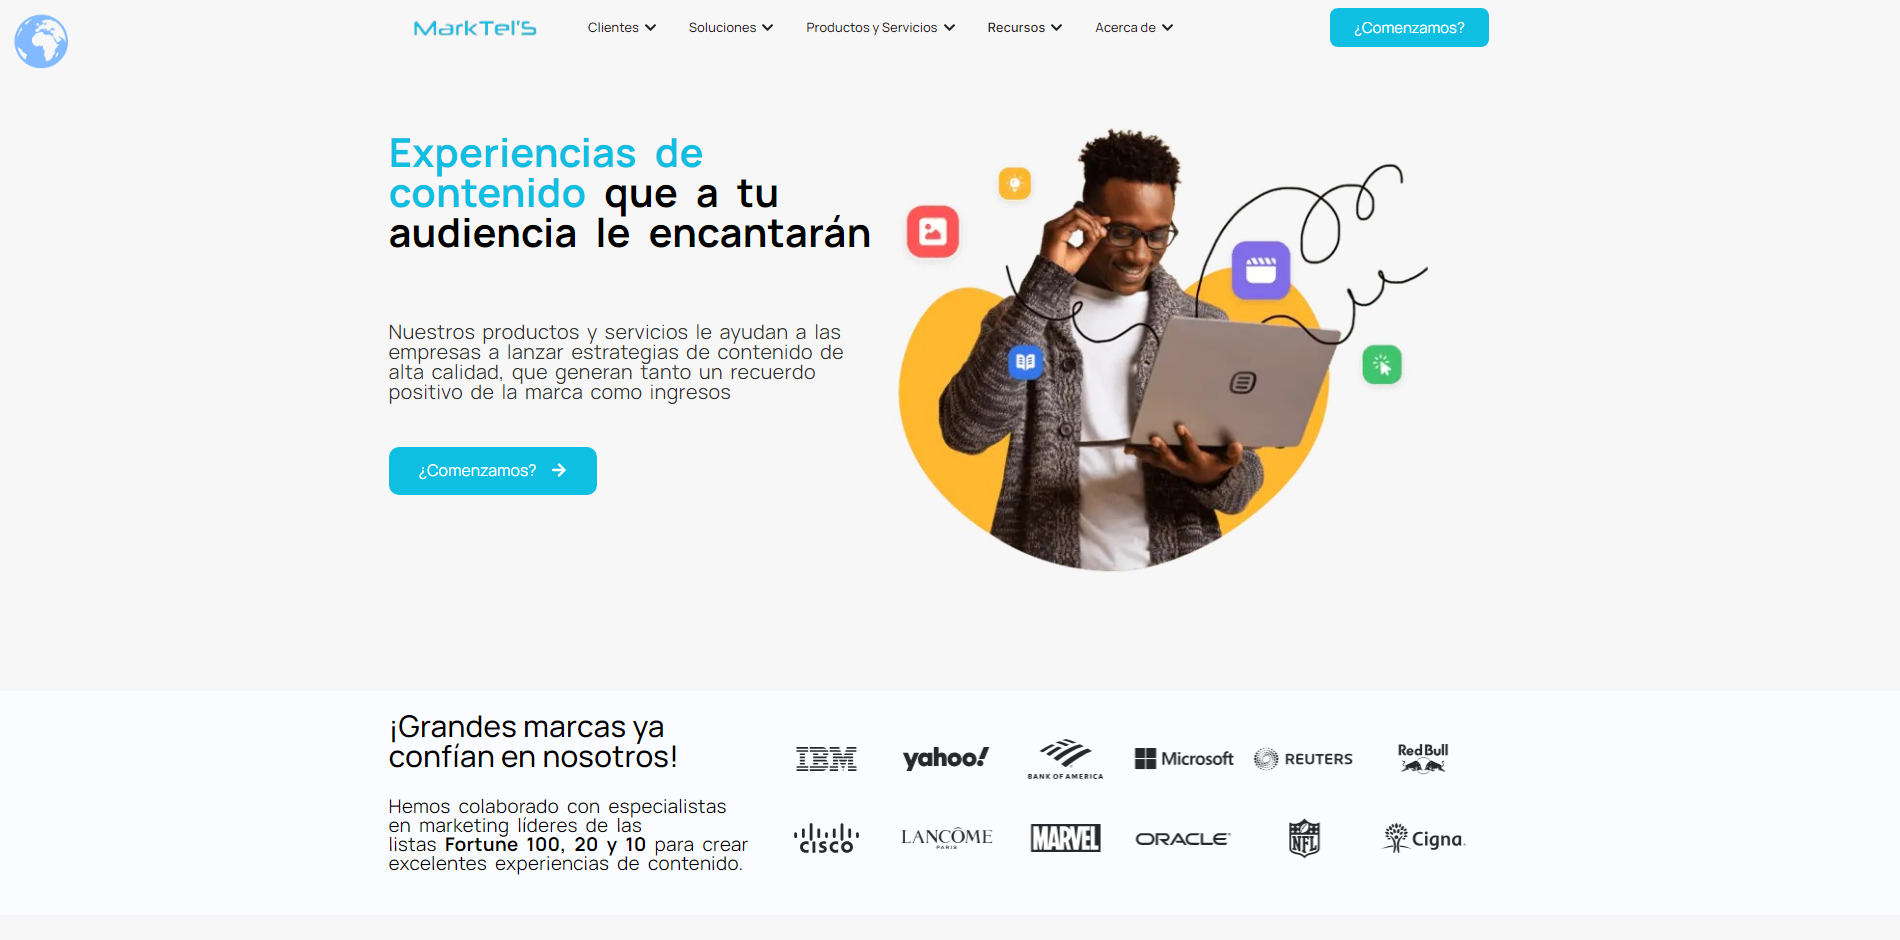 MarkTel'S
Clientes
Soluciones
Productos y Servicios
Recursos
Acerca de
¿Comenzamos?
Experiencias de
contenido que a tu
audiencia le encantarán
Nuestros productos y servicios le ayudan a las
empresas a lanzar estrategias de contenido de
alta calidad, que generan tanto un recuerdo
positivo de la marca como ingresos
¿Comenzamos?
¡Grandes marcas ya
confían en nosotros!
Hemos colaborado con especialistas
en marketing líderes de las
listas Fortune 100, 20 y 10 para crear
excelentes experiencias de contenido.
IBM
yahoo!
BANK OF AMERICA
Microsoft
REUTERS
Red Bull
CISCO
LANCÔME
PARIS
MARVEL
ORACLE
NFL
Cigna.